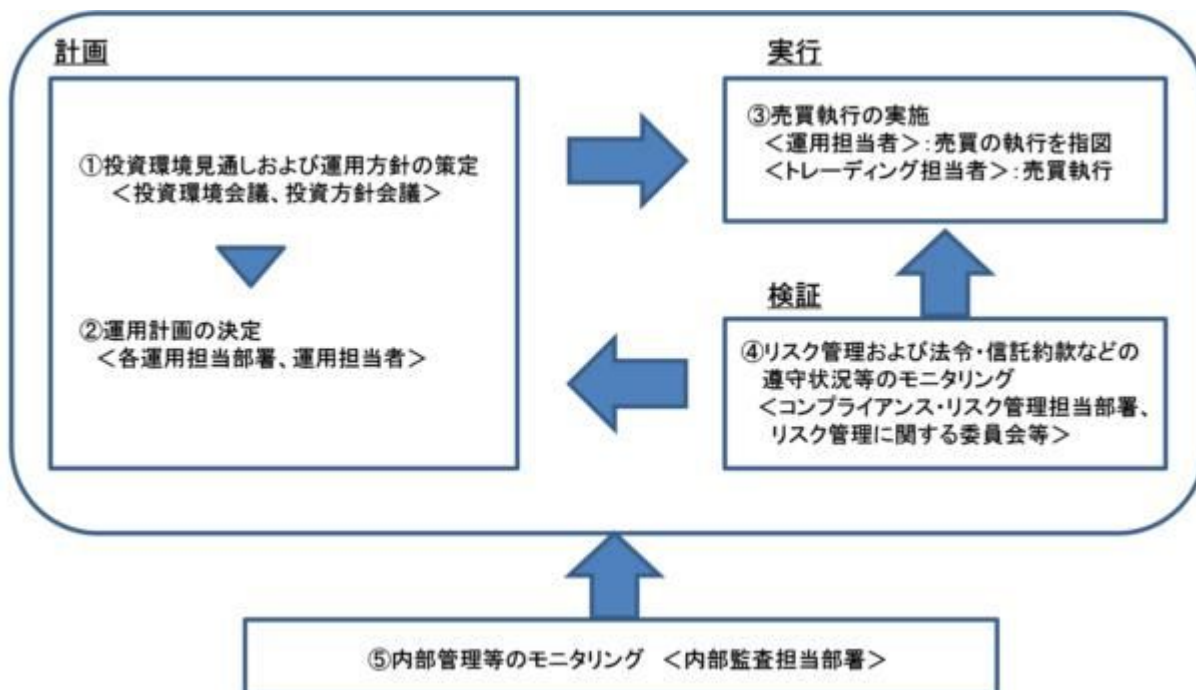 計画
①投資環境見通しおよび運用方針の策定
＜投資環境会議、投資方針会議＞
②運用計画の決定
＜各運用担当部署、運用担当者＞
実行
③売買執行の実施
＜運用担当者＞：売買の執行を指図
＜トレーディング担当者＞：売買執行
検証
④リスク管理および法令・信託約款などの
遵守状況等のモニタリング
＜コンプライアンス・リスク管理担当部署、
リスク管理に関する委員会等＞
⑤内部管理等のモニタリング ＜内部監査担当部署＞